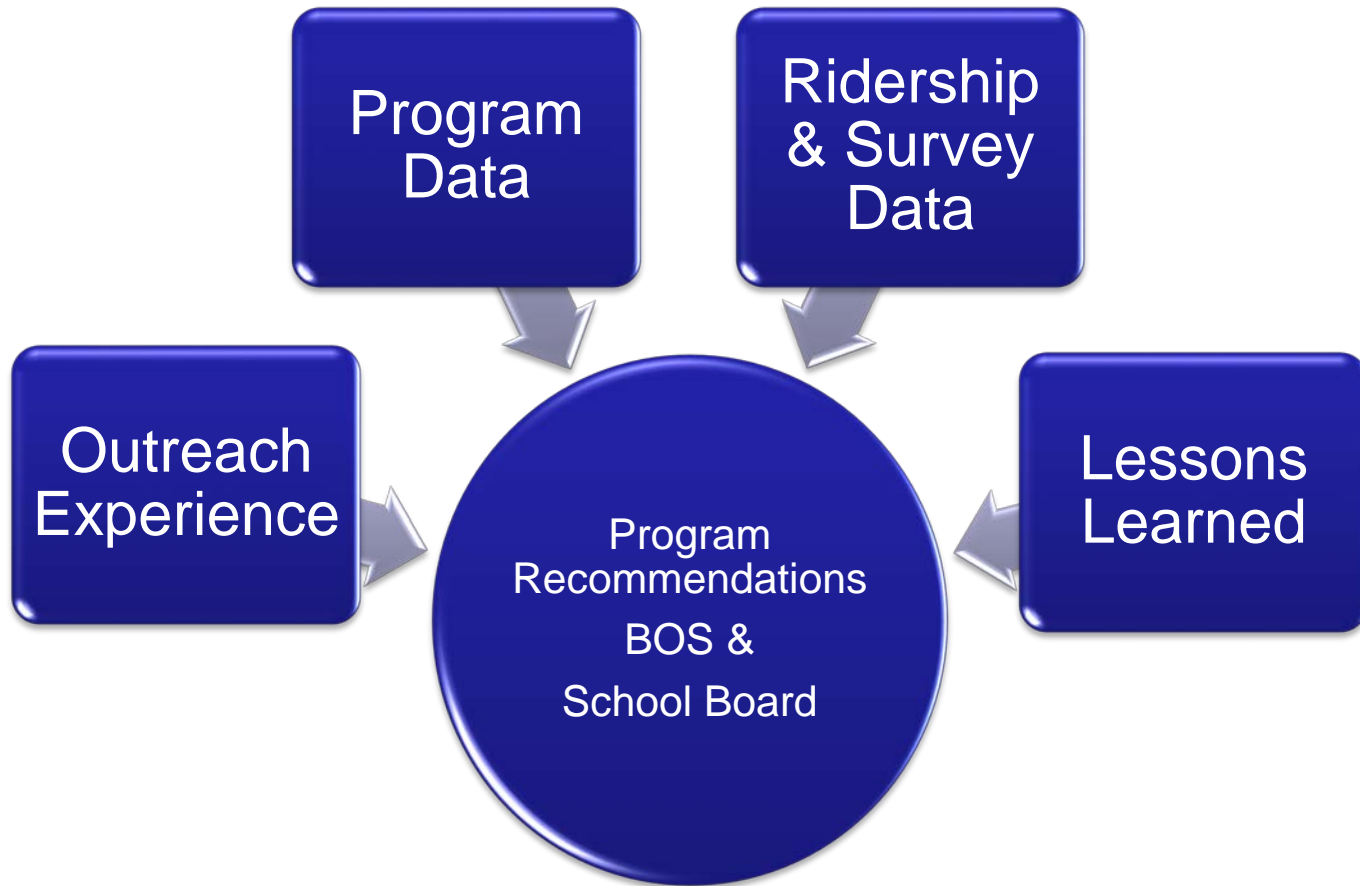 Program
Data
Ridership
& Survey
Data
Outreach
Experience
Lessons
Learned
Program
Recommendations
BOS &
School Board